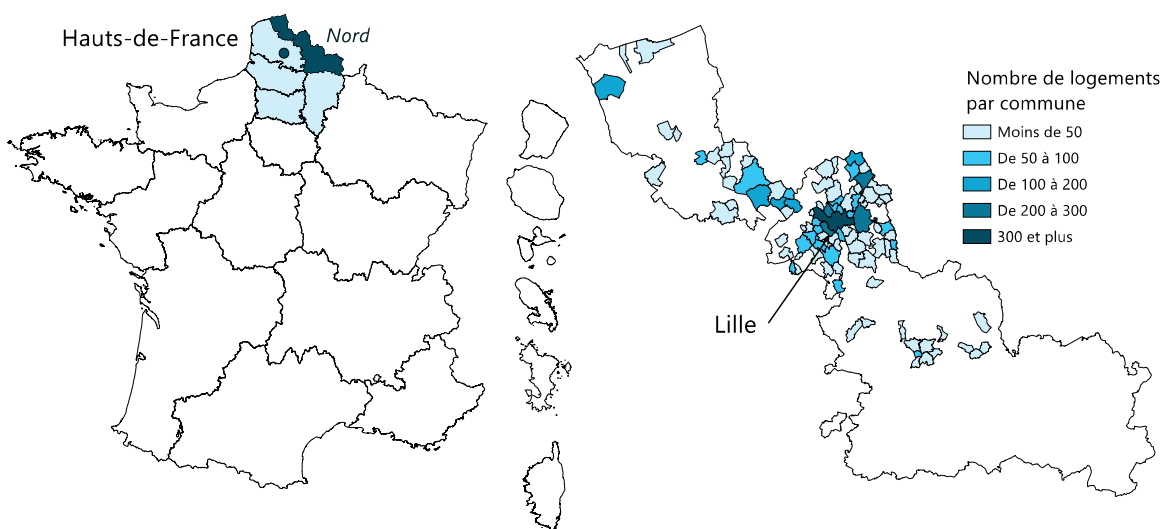 Hauts-de-France
Nord
Nombre de logements
par commune
Moins de 50
De 50 à 100
De 100 à 200
De 200 à 300
300 et plus
Lille